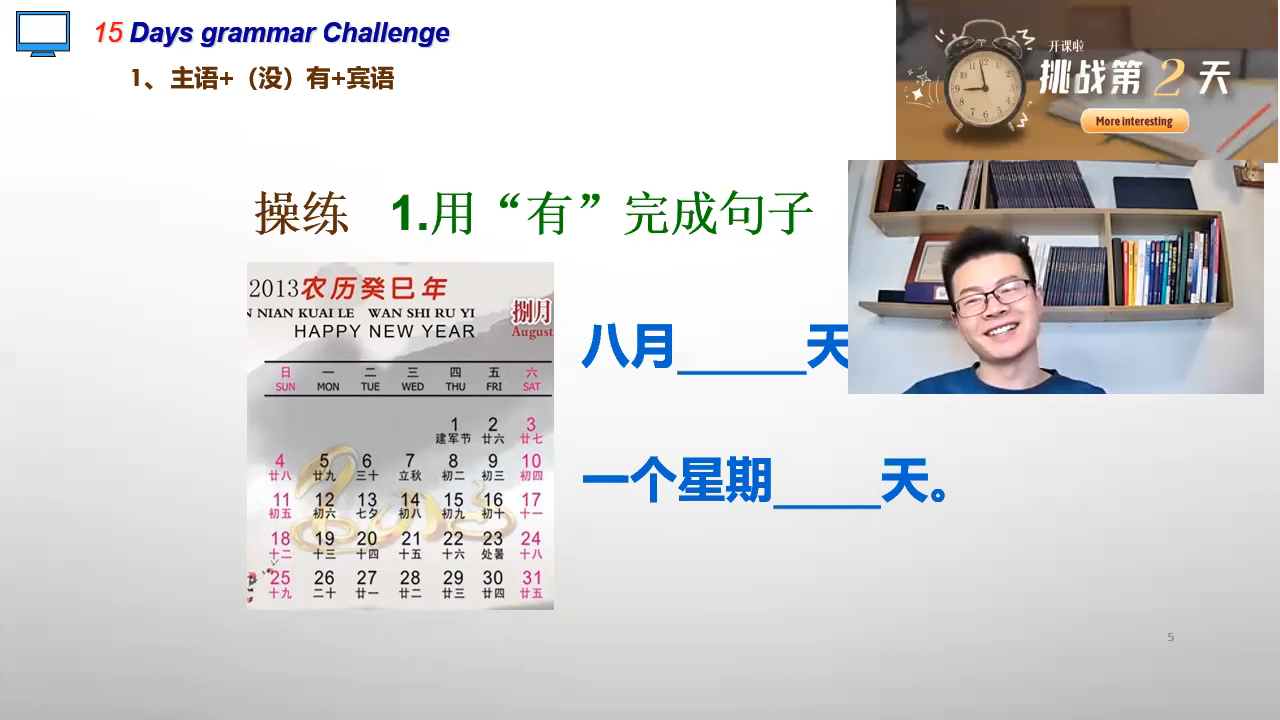 15 Days grammar Challenge
1、主语+（没）有+宾语
开课啦
挑战第2天
More interesting
操练 1.用“有”完成句子
2013农历癸巳年
N NIAN KUAI LE WAN SHI RU YI
HAPPY NEW YEAR
捌月
August
日 一 二 三 四 五 六
SUN MON TUE WED THU FRI SAT
1 2 3
建军节 廿六 廿七
4 5 6 7 8 9 10
廿八 廿九 三十 立秋 初二 初三 初四
11 12 13 14 15 16 17
初五 初六 七夕 初八 初九 初十 十一
18 19 20 21 22 23 24
十二 十三 十四 十五 十六 处暑 十八
25 26 27 28 29 30 31
十九 二十 廿一 廿二 廿三 廿四 廿五
八月_____天
一个星期____天。
5